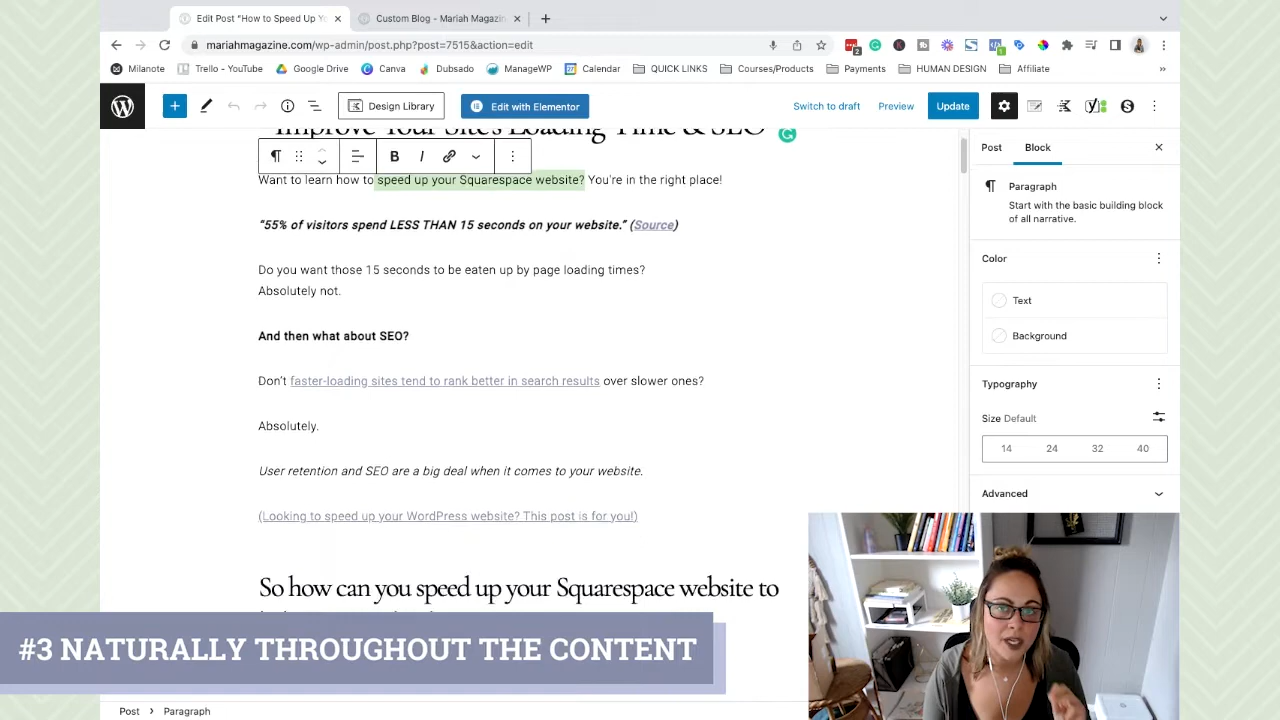 Edit Post "How to Speed Up Yo
Custom Blog - Mariah Magazin
mariahmagazine.com/wp-admin/post.php?post=7515&action=edit
Milanote
Trello - YouTube
Google Drive
Canva
Dubsado
ManageWP
Calendar
QUICK LINKS
Courses/Products
Payments
HUMAN DESIGN
Affiliate
Design Library
Edit with Elementor
Switch to draft
Preview
Update
Improve Your Site's Loading Time & SEO
Want to learn how to speed up your Squarespace website? You're in the right place!
"55% of visitors spend LESS THAN 15 seconds on your website." (Source)
Do you want those 15 seconds to be eaten up by page loading times?
Absolutely not.
And then what about SEO?
Don't faster-loading sites tend to rank better in search results over slower ones?
Absolutely.
User retention and SEO are a big deal when it comes to your website.
(Looking to speed up your WordPress website? This post is for you!)
So how can you speed up your Squarespace website to
Post
Block
Paragraph
Start with the basic building block
of all narrative.
Color
Text
Background
Typography
Size Default
14 24 32 40
Advanced
#3 NATURALLY THROUGHOUT THE CONTENT
Post › Paragraph